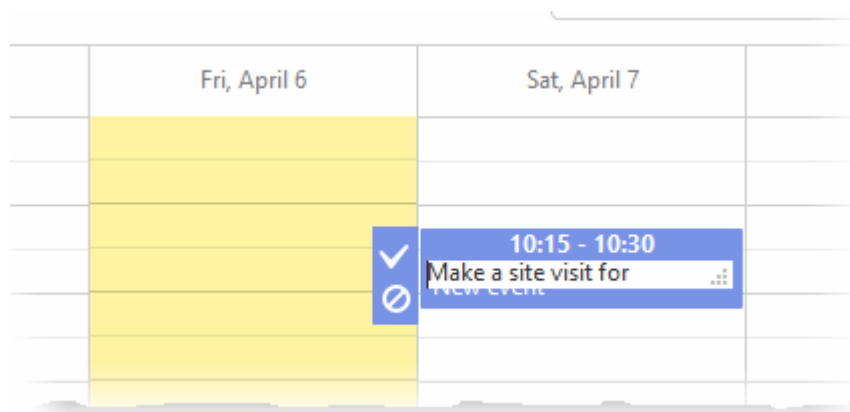 Fri, April 6
Sat, April 7
10:15 - 10:30
Make a site visit for
New event